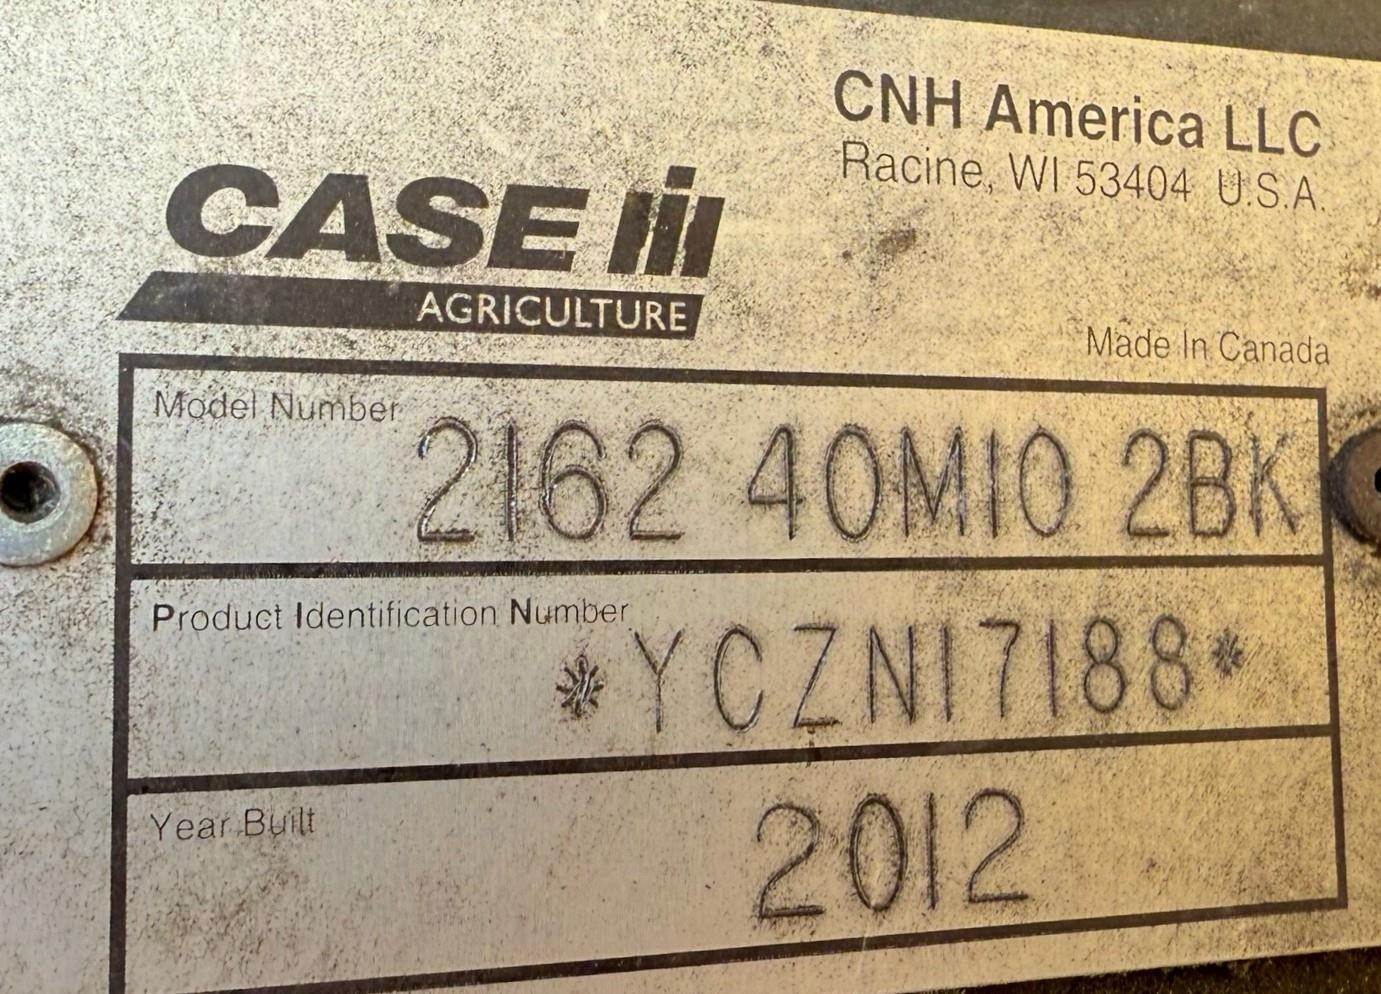 CNH America LLC
Racine, WI 53404 U.S.A.
CASE IH
AGRICULTURE
Made In Canada
Model Number 2162 40M10 2BK
Product Identification Number *YCZN17188*
Year Built 2012